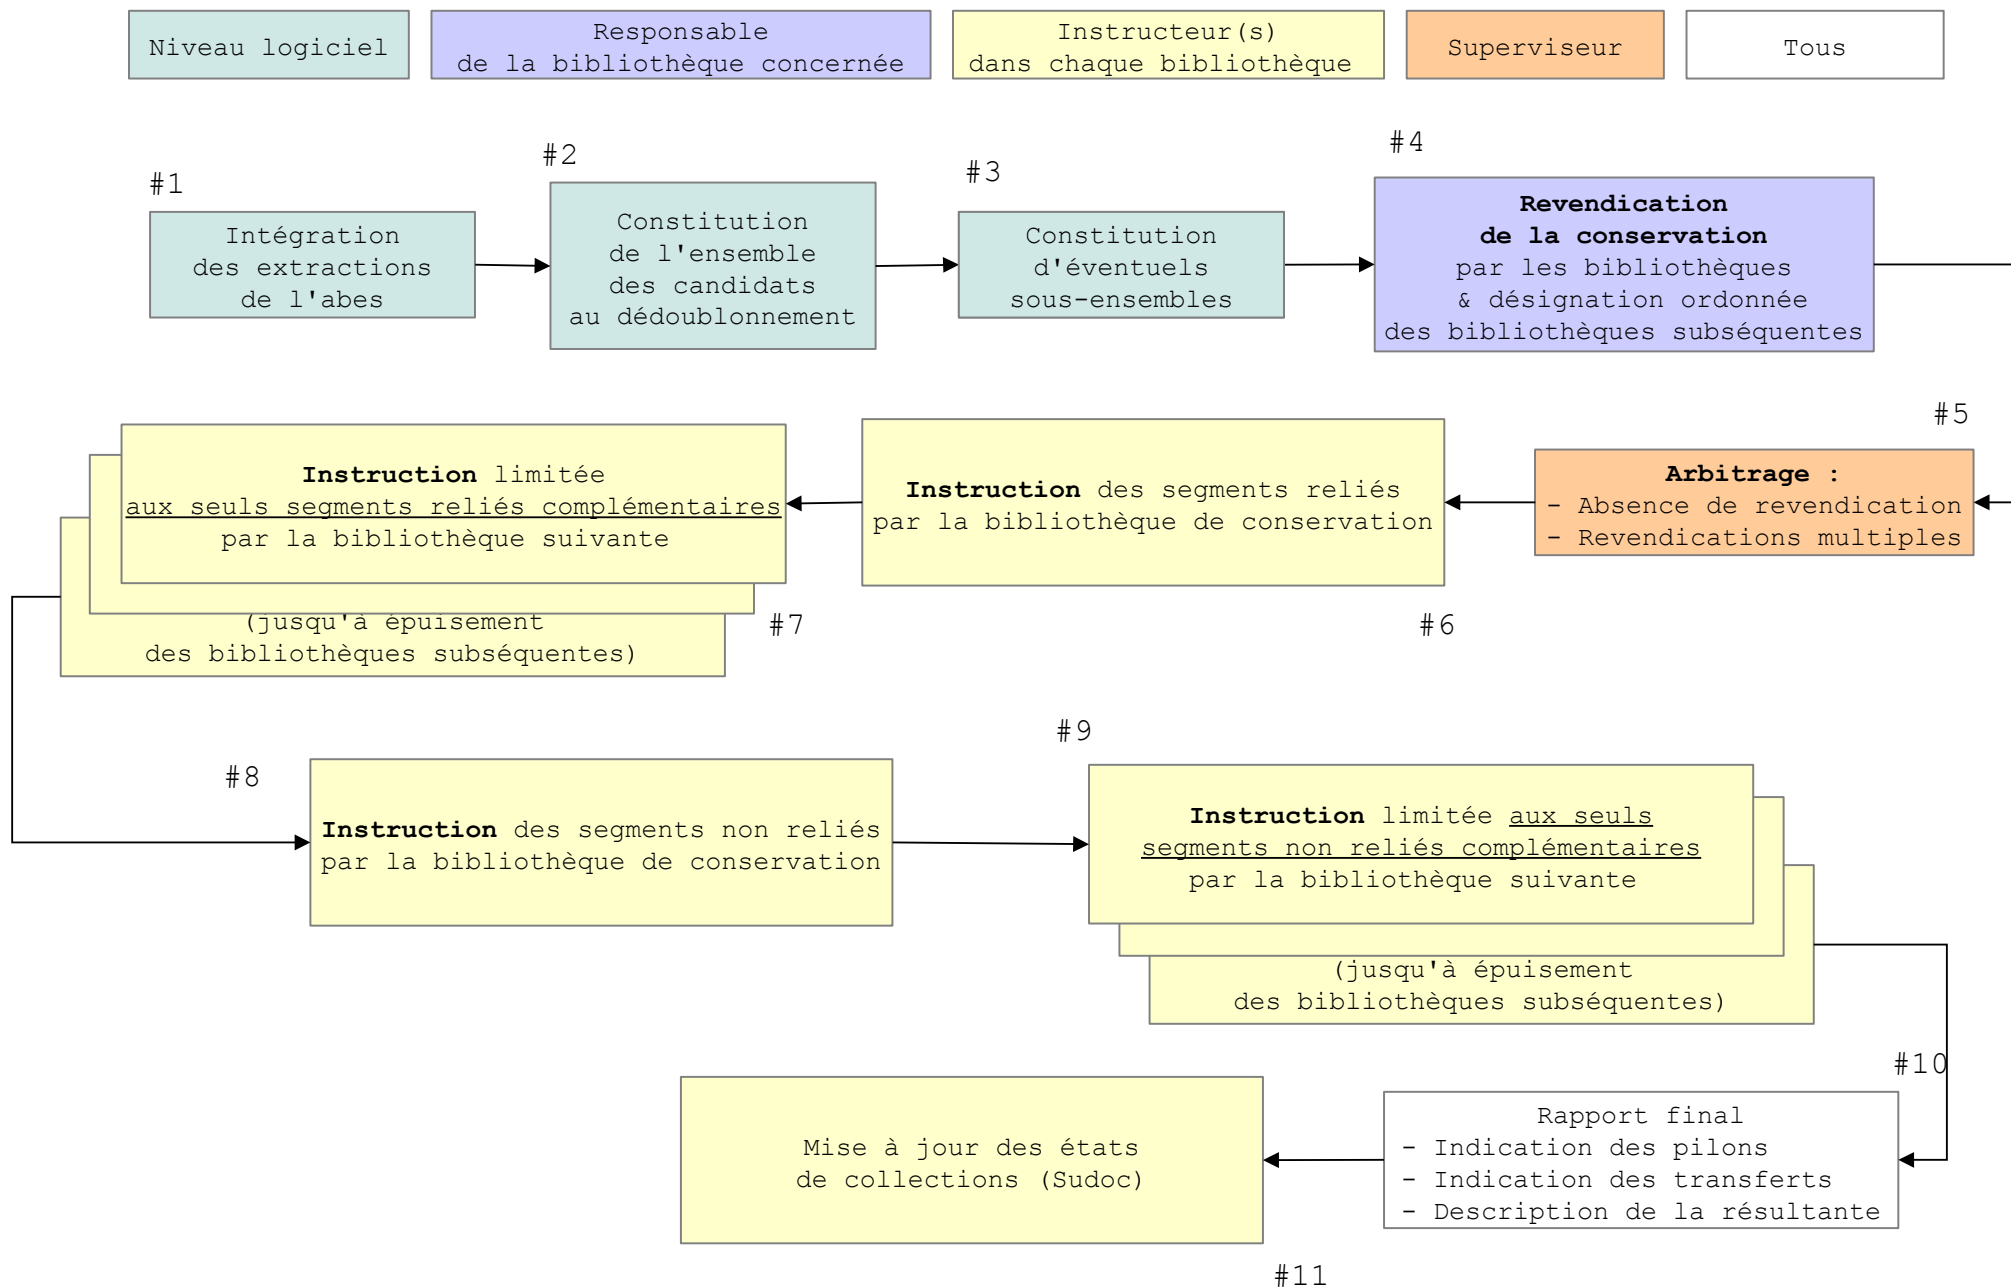 Niveau logiciel
Responsable
de la bibliothèque concernée
Instructeur(s)
dans chaque bibliothèque
Superviseur
Tous
#1
Intégration
des extractions
de l'abes
#2
Constitution
de l'ensemble
des candidats
au dédoublonnement
#3
Constitution
d'éventuels
sous-ensembles
#4
Revendication
de la conservation
par les bibliothèques
& désignation ordonnée
des bibliothèques subséquentes
#5
Arbitrage :
- Absence de revendication
- Revendications multiples
Instruction des segments reliés
par la bibliothèque de conservation
#6
Instruction limitée
aux seuls segments reliés complémentaires
par la bibliothèque suivante
(jusqu'à épuisement
des bibliothèques subséquentes)
#7
#8
Instruction des segments non reliés
par la bibliothèque de conservation
#9
Instruction limitée aux seuls
segments non reliés complémentaires
par la bibliothèque suivante
(jusqu'à épuisement
des bibliothèques subséquentes)
#10
Rapport final
- Indication des pilons
- Indication des transferts
- Description de la résultante
Mise à jour des états
de collections (Sudoc)
#11